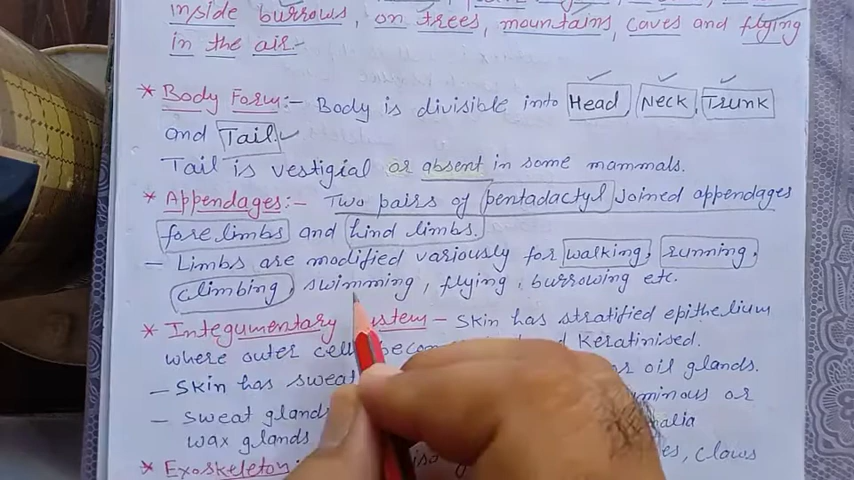 inside burrows, on trees, mountains, caves and flying
in the air.
* Body Form:- Body is divisible into Head, Neck, Trunk
and Tail.
Tail is vestigial or absent in some mammals.
* Appendages:- Two pairs of pentadactyl joined appendages
fore limbs and hind limbs.
- Limbs are modified variously for walking, running,
climbing, swimming, flying, burrowing etc.
* Integumentary System - Skin has stratified epithelium
where outer cell and Keratinised.
- Skin has sweat or oil glands.
- Sweat glands or
wax glands
* Exoskeleton claws